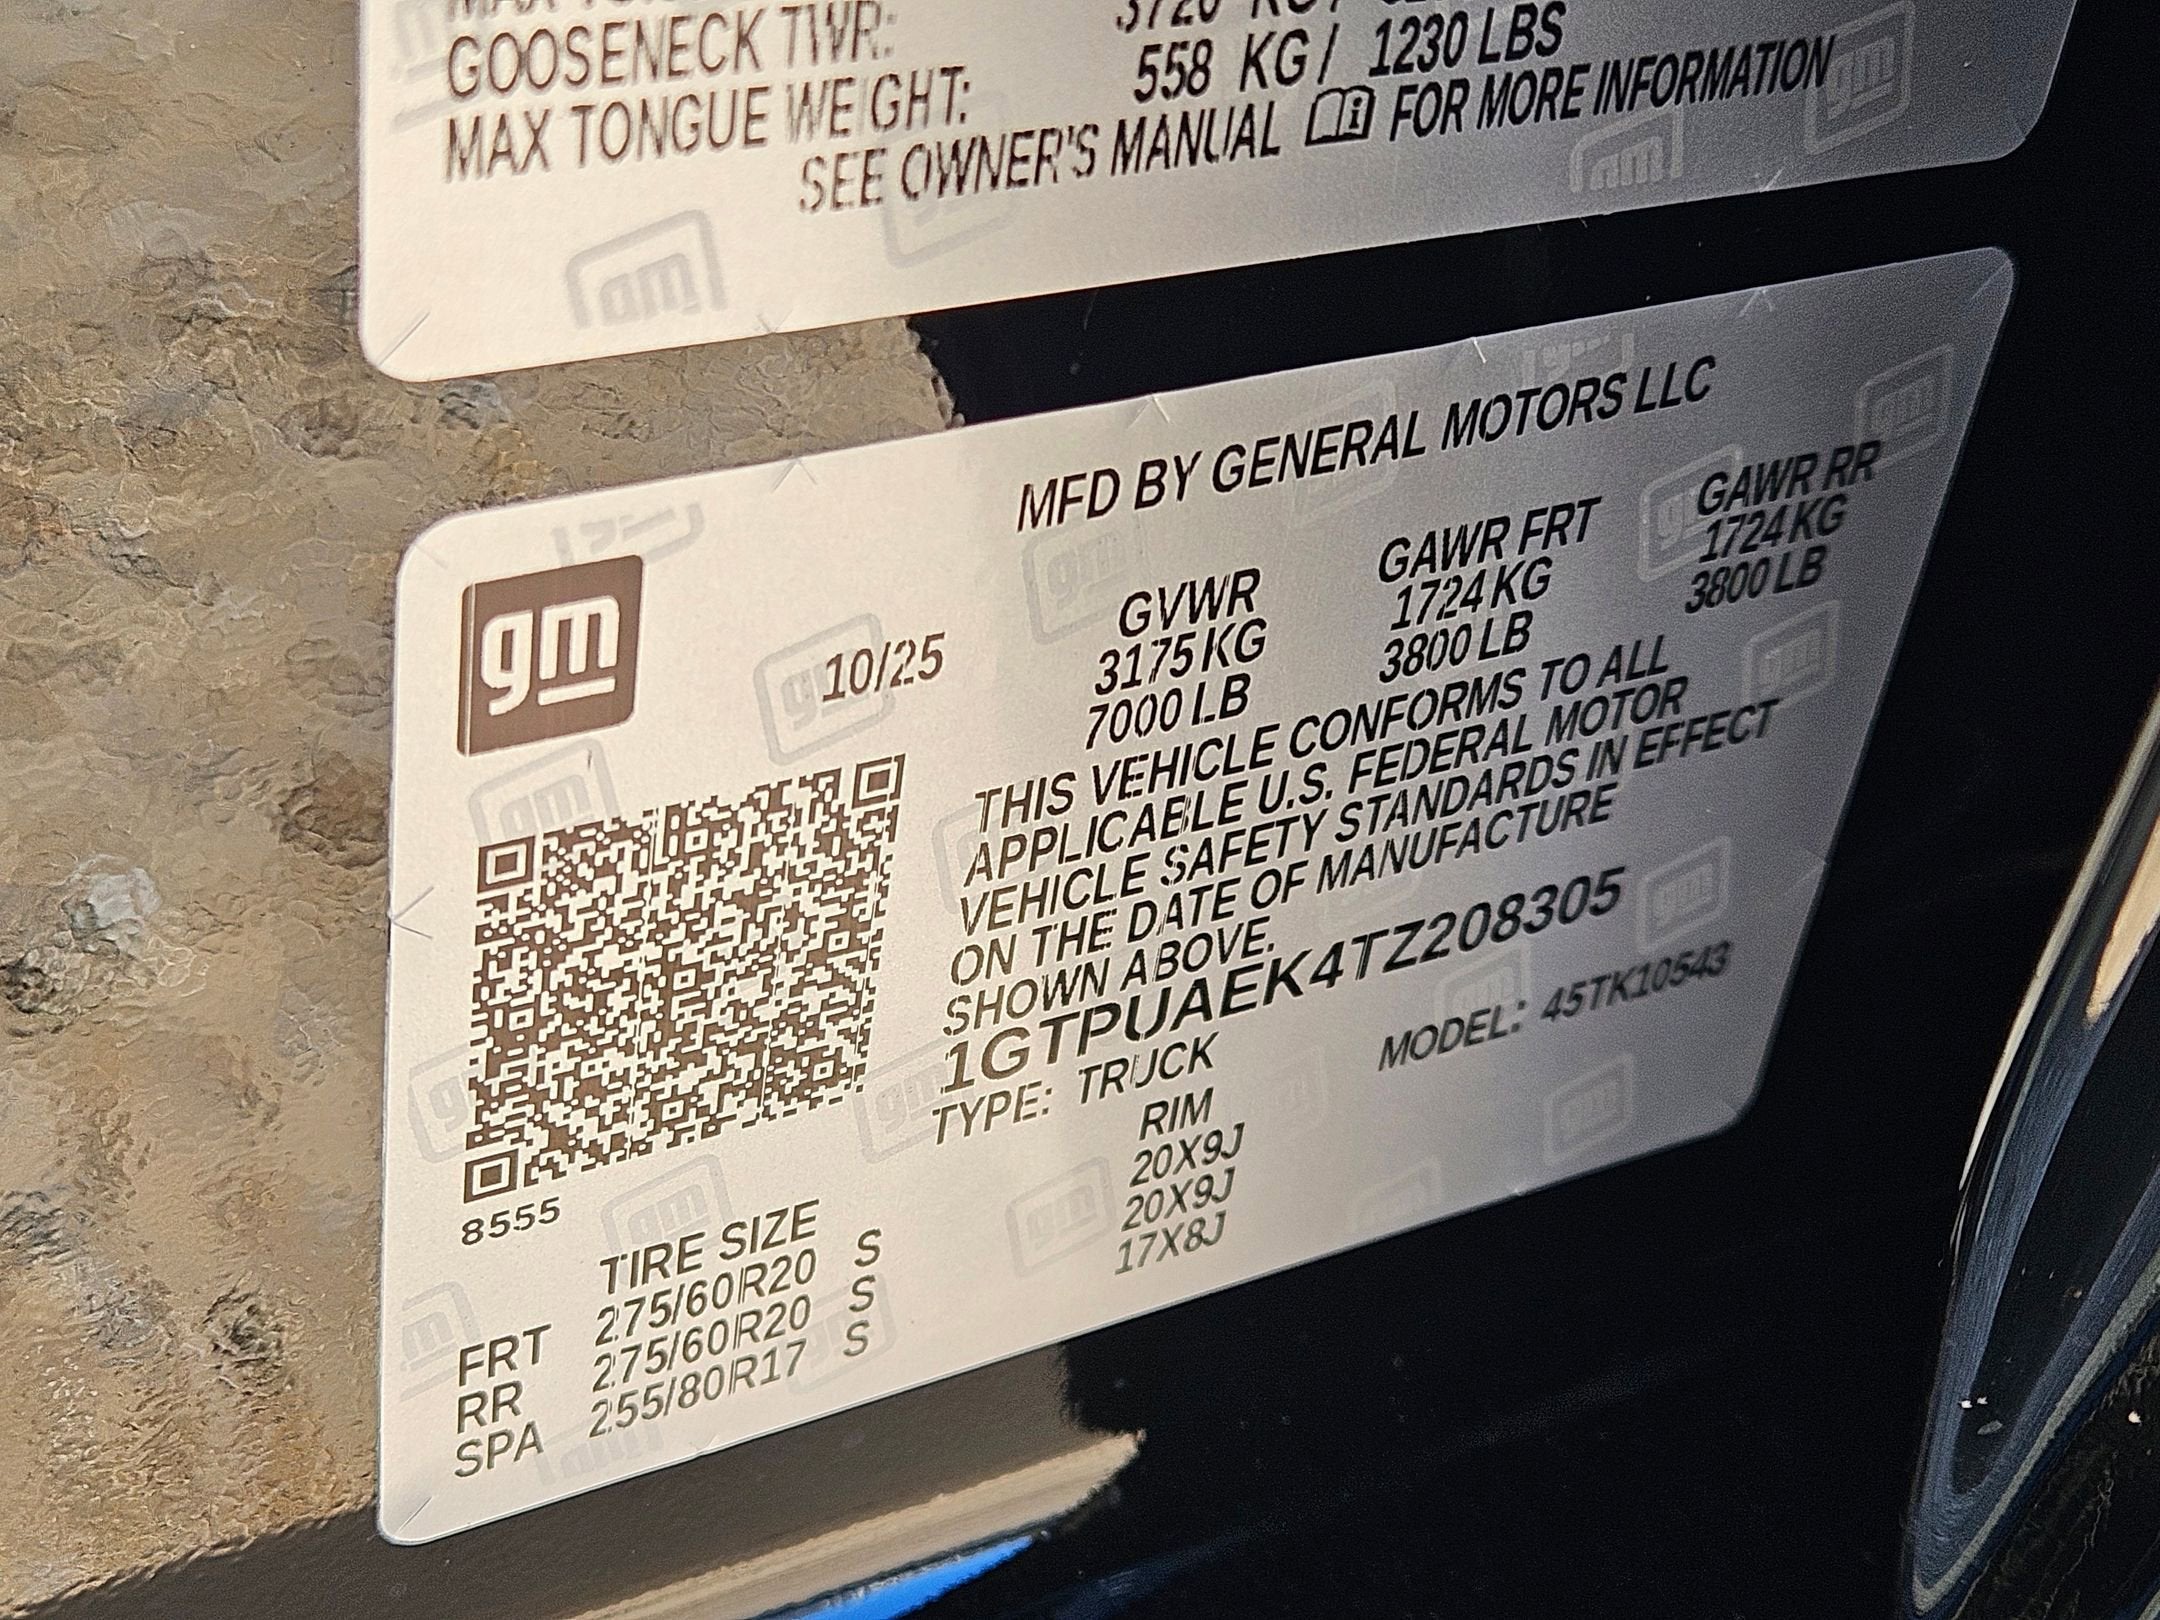 GOOSENECK TWR: 3720 KG /
MAX TONGUE WEIGHT: 558 KG / 1230 LBS
SEE OWNER'S MANUAL FOR MORE INFORMATION
MFD BY GENERAL MOTORS LLC
gm
10/25
GVWR GAWR FRT GAWR RR
3175 KG 1724 KG 1724 KG
7000 LB 3800 LB 3800 LB
THIS VEHICLE CONFORMS TO ALL
APPLICABLE U.S. FEDERAL MOTOR
VEHICLE SAFETY STANDARDS IN EFFECT
ON THE DATE OF MANUFACTURE
SHOWN ABOVE.
1GTPUAEK4TZ208305
TYPE: TRUCK MODEL: 45TK10543
8555
TIRE SIZE RIM
FRT 275/60R20 S 20X9J
RR 275/60R20 S 20X9J
SPA 255/80R17 S 17X8J